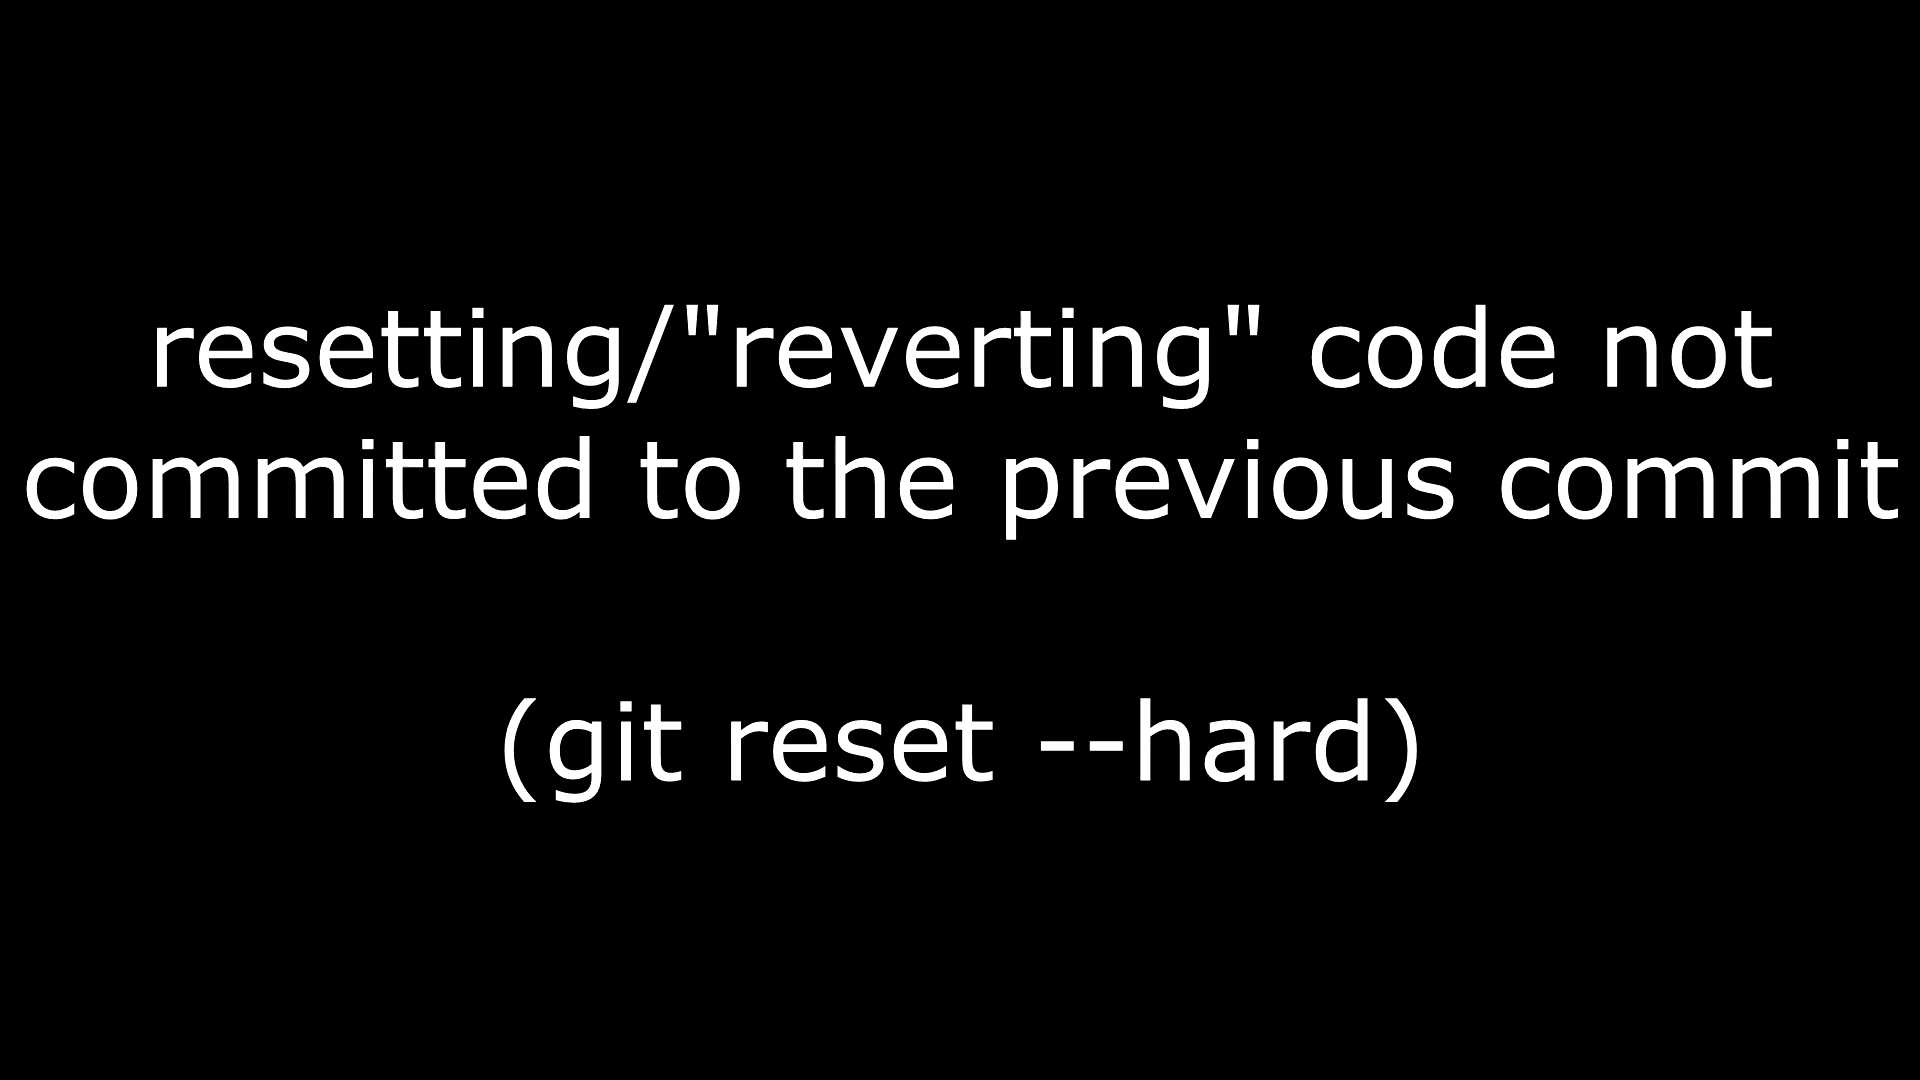 resetting/"reverting" code not
committed to the previous commit
(git reset --hard)